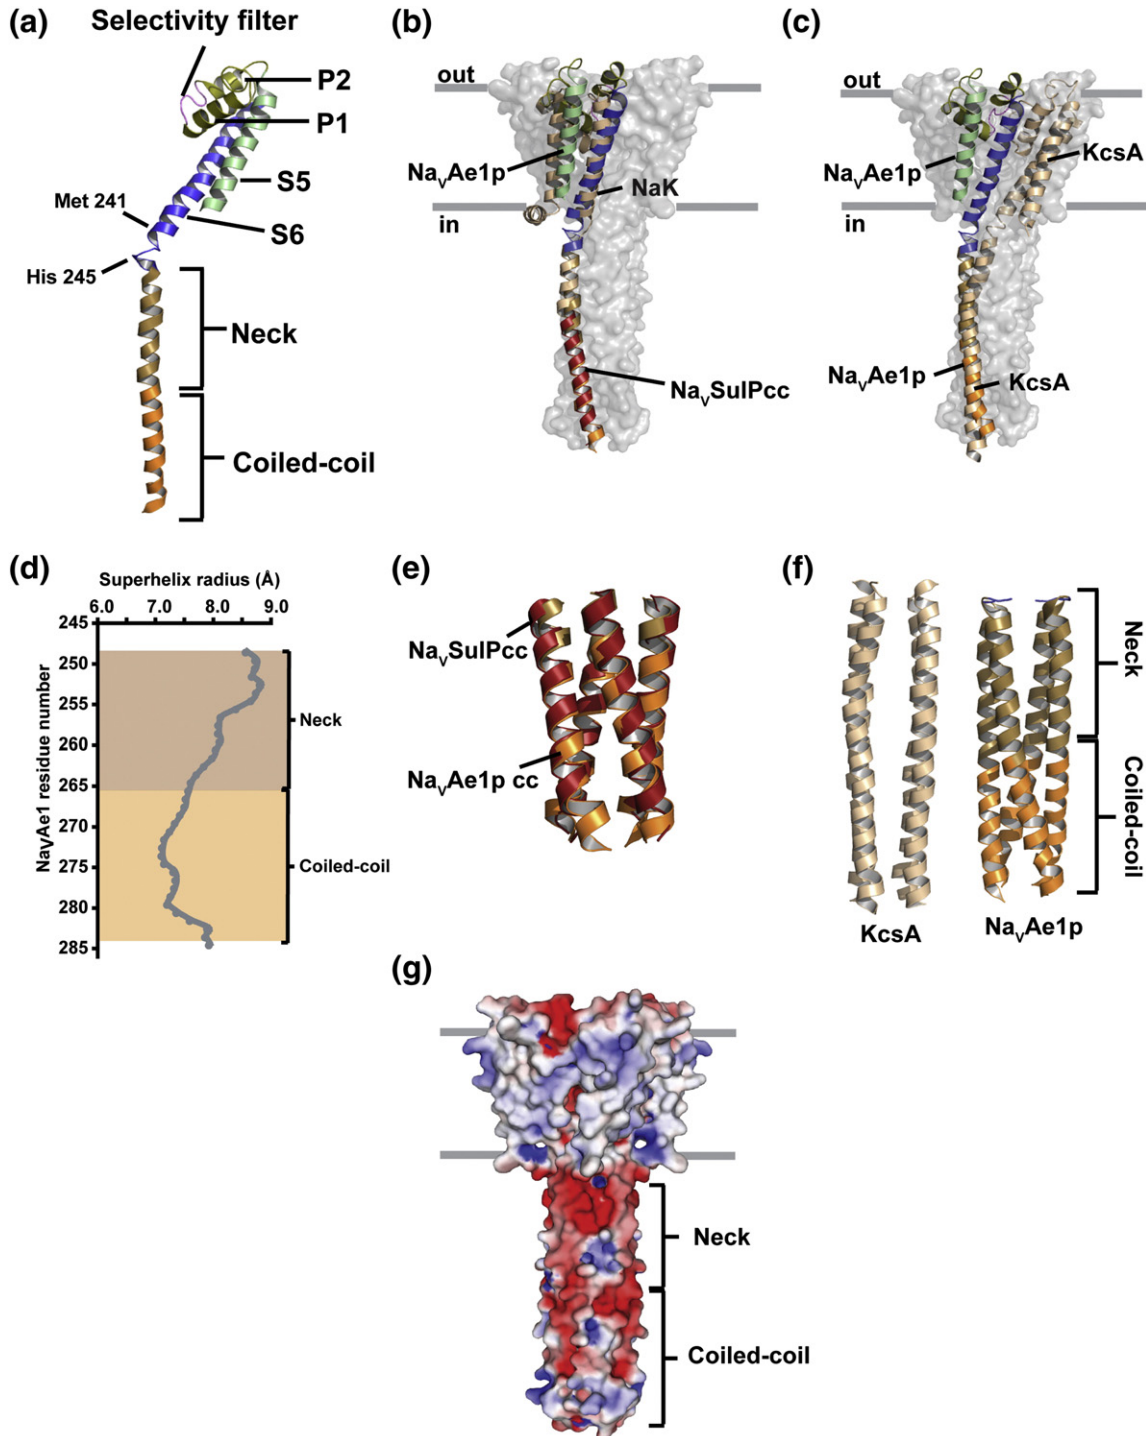 (a)
Selectivity filter
P2
P1
S5
Met 241
S6
His 245
Neck
Coiled-coil
(b)
out
NaVAe1p
NaK
in
NaVSulPcc
(c)
out
KcsA
NaVAe1p
in
NaVAe1p
KcsA
(d)
Superhelix radius (Å)
6.0 7.0 8.0 9.0
NaVAe1 residue number
245
250
255
Neck
260
265
270
275
Coiled-coil
280
285
(e)
NaVSulPcc
NaVAe1p cc
(f)
Neck
Coiled-coil
KcsA
NaVAe1p
(g)
Neck
Coiled-coil